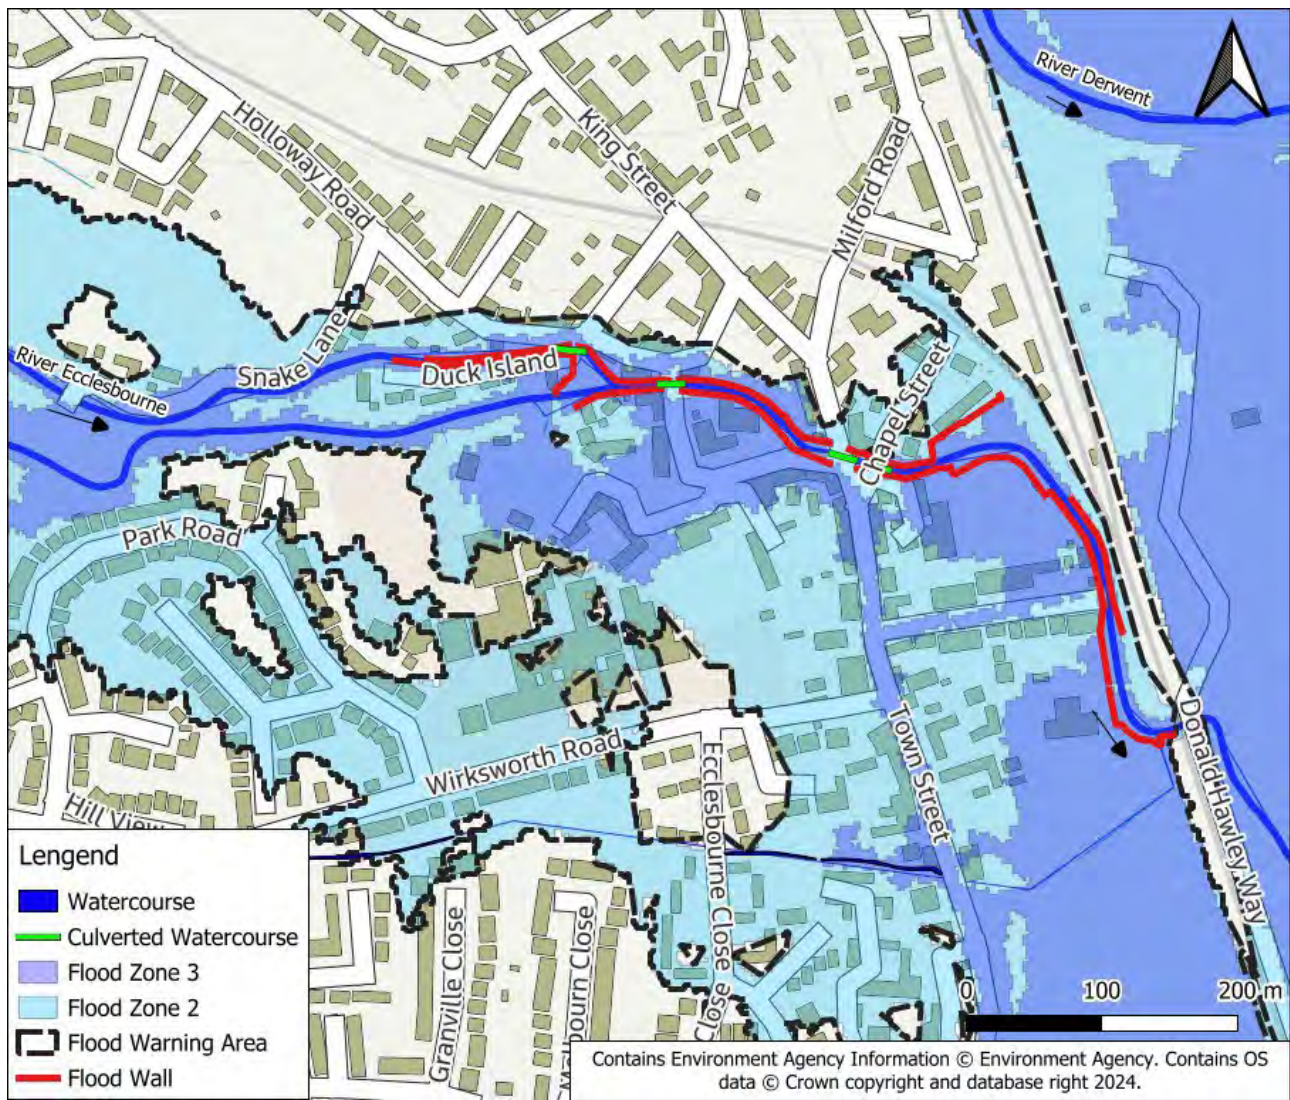 River Derwent
Holloway Road
King Street
Milford Road
Snake Lane
Duck Island
River Ecclesbourne
Chapel Street
Park Road
Wirksworth Road
Town Street
Donald Hawley Way
Hill View
Ecclesbourne Close
Close
Granville Close
bourn Close
Lengend
Watercourse
Culverted Watercourse
Flood Zone 3
Flood Zone 2
Flood Warning Area
Flood Wall
0 100 200 m
Contains Environment Agency Information © Environment Agency. Contains OS
data © Crown copyright and database right 2024.